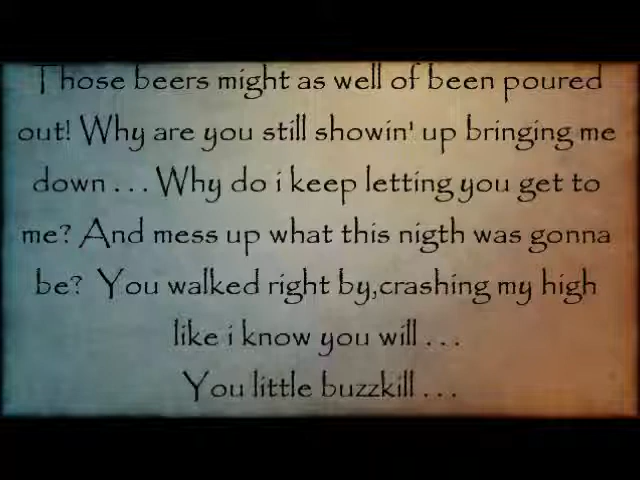 Those beers might as well of been poured
out! Why are you still showin' up bringing me
down . . . Why do i keep letting you get to
me? And mess up what this nigth was gonna
be? You walked right by,crashing my high
like i know you will . . .
You little buzzkill . . .